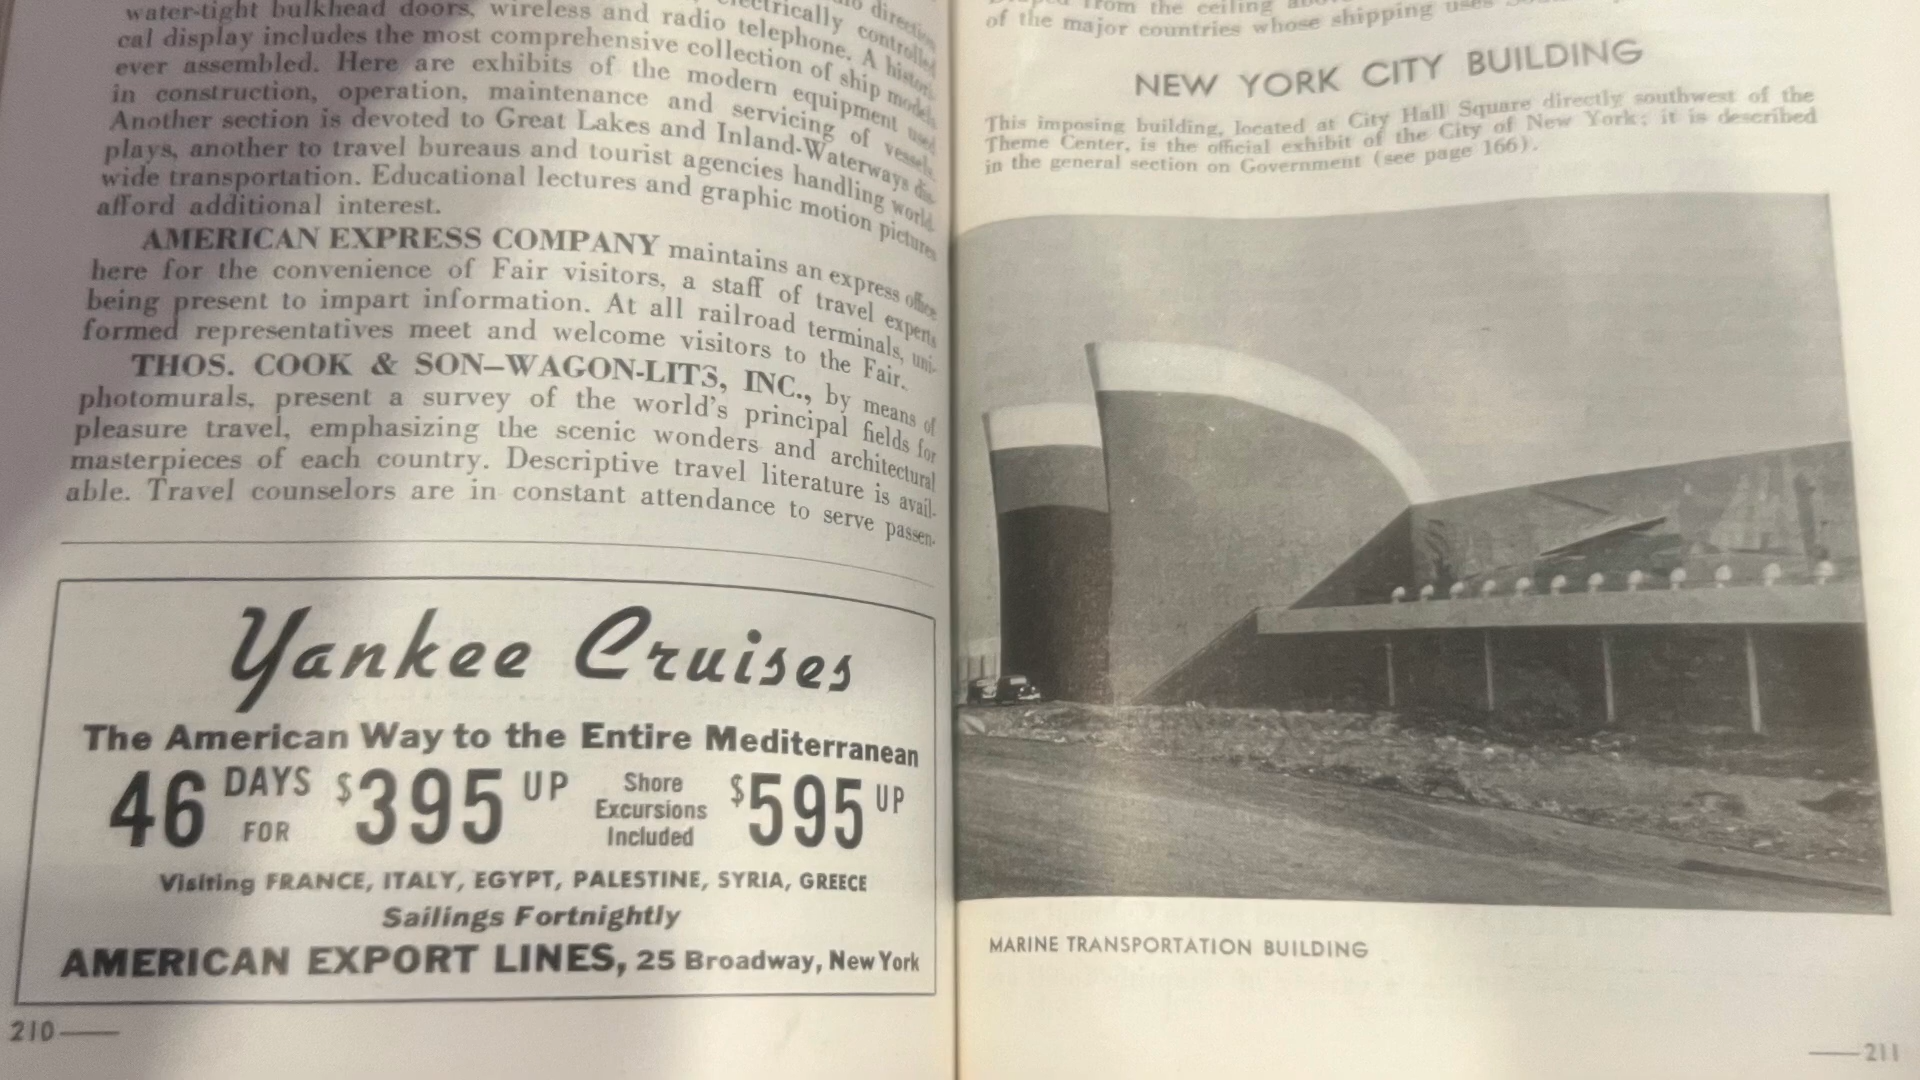 water-tight bulkhead doors, wireless and radio telephone. A histori-
cal display includes the most comprehensive collection of ship models
ever assembled. Here are exhibits of the modern equipment used
in construction, operation, maintenance and servicing of vessels.
Another section is devoted to Great Lakes and Inland-Waterways dis-
plays, another to travel bureaus and tourist agencies handling world-
wide transportation. Educational lectures and graphic motion pictures
afford additional interest.
AMERICAN EXPRESS COMPANY maintains an express office
here for the convenience of Fair visitors, a staff of travel experts
being present to impart information. At all railroad terminals, uni-
formed representatives meet and welcome visitors to the Fair.
THOS. COOK & SON—WAGON-LITS, INC., by means of
photomurals, present a survey of the world's principal fields for
pleasure travel, emphasizing the scenic wonders and architectural
masterpieces of each country. Descriptive travel literature is avail-
able. Travel counselors are in constant attendance to serve passen-
Yankee Cruises
The American Way to the Entire Mediterranean
46 DAYS FOR $395 UP Shore Excursions Included $595 UP
Visiting FRANCE, ITALY, EGYPT, PALESTINE, SYRIA, GREECE
Sailings Fortnightly
AMERICAN EXPORT LINES, 25 Broadway, New York
210
from the ceiling
of the major countries whose shipping uses
NEW YORK CITY BUILDING
This imposing building, located at City Hall Square directly southwest of the
Theme Center, is the official exhibit of the City of New York; it is described
in the general section on Government (see page 166).
MARINE TRANSPORTATION BUILDING
211